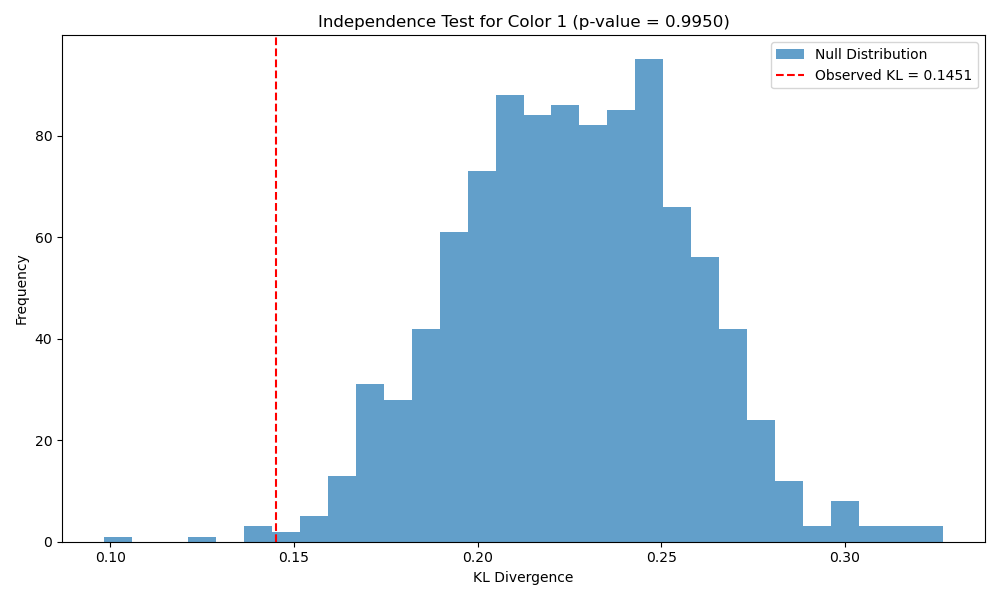 Independence Test for Color 1 (p-value = 0.9950)
Null Distribution
Observed KL = 0.1451
Frequency
80
60
40
20
0
0.10 0.15 0.20 0.25 0.30
KL Divergence